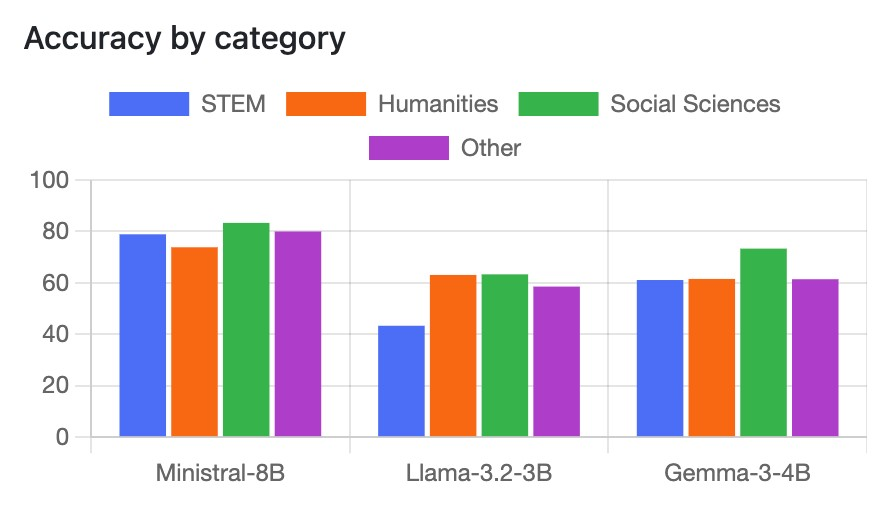 Accuracy by category
STEM Humanities Social Sciences
Other
100
80
60
40
20
0
Ministral-8B Llama-3.2-3B Gemma-3-4B